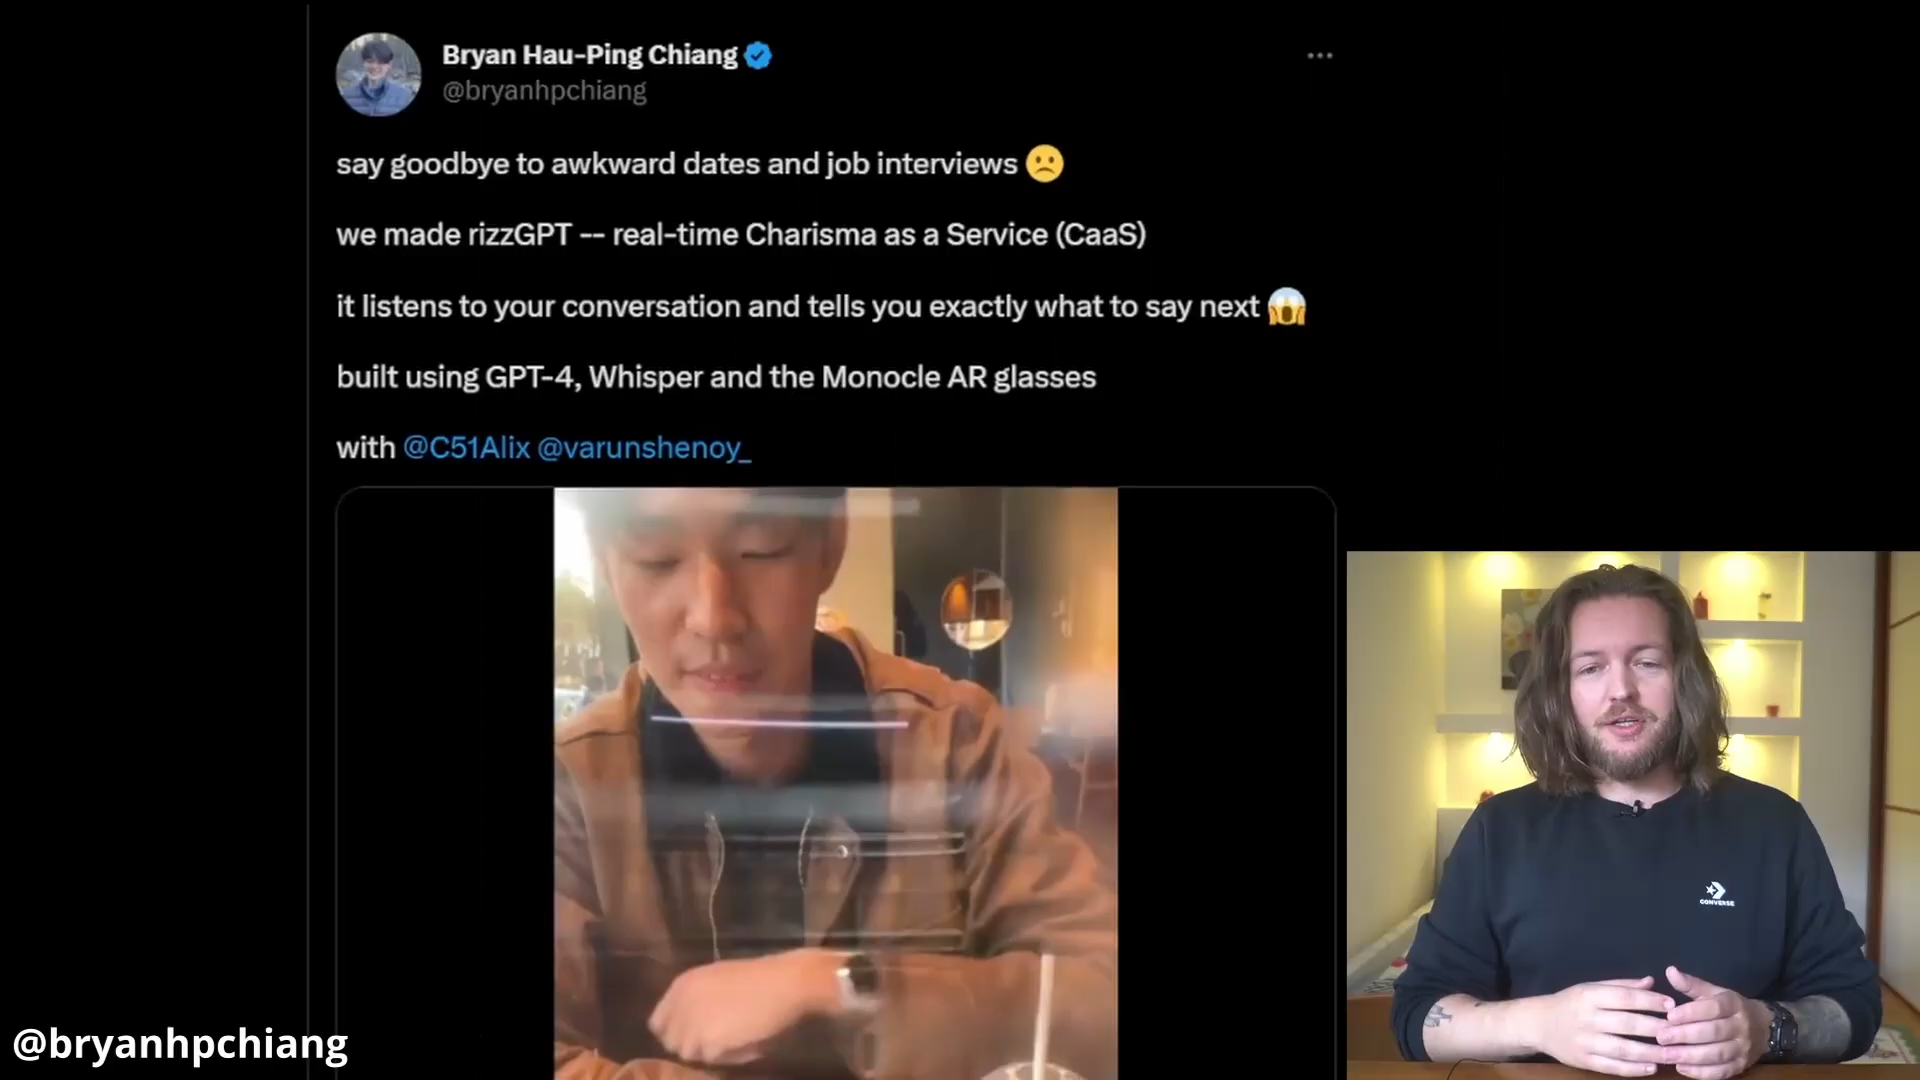 Bryan Hau-Ping Chiang
@bryanhpchiang
say goodbye to awkward dates and job interviews 🙁
we made rizzGPT -- real-time Charisma as a Service (CaaS)
it listens to your conversation and tells you exactly what to say next 😱
built using GPT-4, Whisper and the Monocle AR glasses
with @C51Alix @varunshenoy_
CONVERSE
@bryanhpchiang